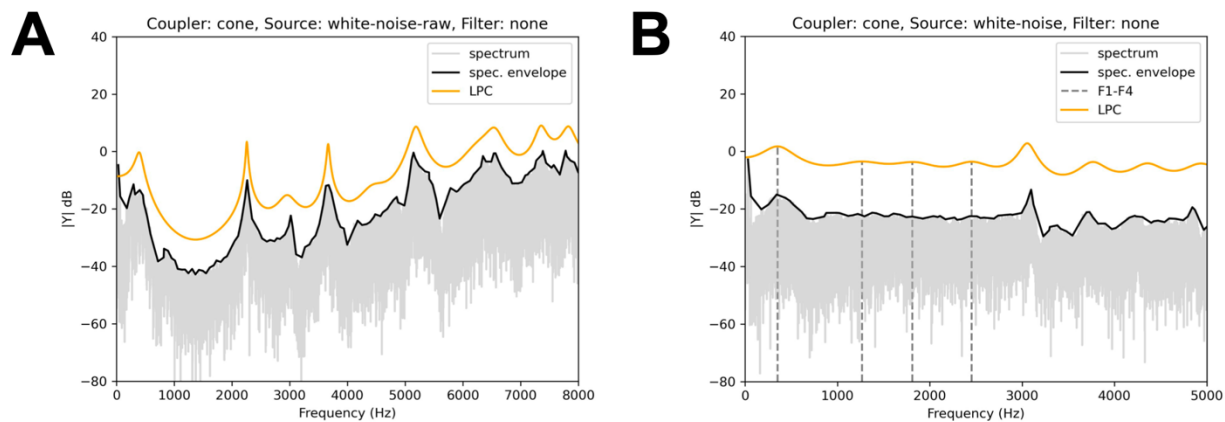 A
Coupler: cone, Source: white-noise-raw, Filter: none
40
20
0
−20
−40
−60
−80
|Y| dB
spectrum
spec. envelope
LPC
0 1000 2000 3000 4000 5000 6000 7000 8000
Frequency (Hz)
B
Coupler: cone, Source: white-noise, Filter: none
40
20
0
−20
−40
−60
−80
|Y| dB
spectrum
spec. envelope
F1-F4
LPC
0 1000 2000 3000 4000 5000
Frequency (Hz)